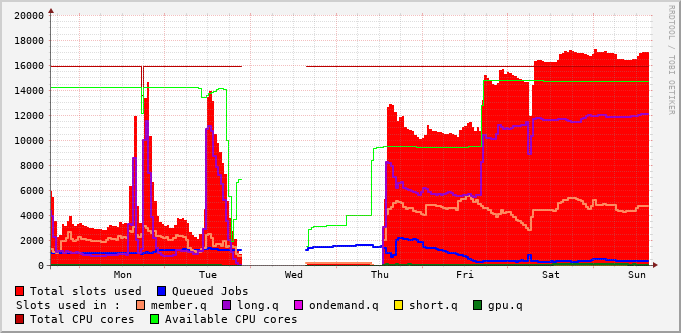 RRDTOOL / TOBI OETIKER
20000
18000
16000
14000
12000
10000
8000
6000
4000
2000
0
Mon Tue Wed Thu Fri Sat Sun
Total slots used Queued Jobs
Slots used in : member.q long.q ondemand.q short.q gpu.q
Total CPU cores Available CPU cores